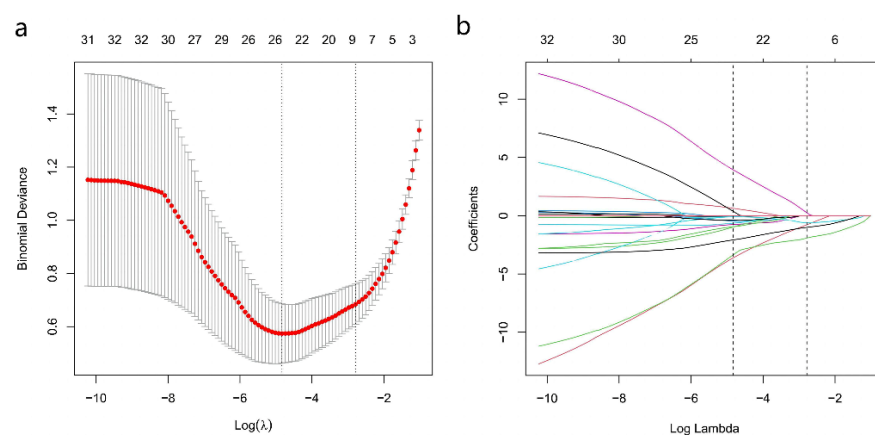 a
31 32 32 30 27 29 26 26 22 20 9 7 5 3
1.4
1.2
1.0
0.8
0.6
Binomial Deviance
−10 −8 −6 −4 −2
Log(λ)
b
32 30 25 22 6
10
5
0
−5
−10
Coefficients
−10 −8 −6 −4 −2
Log Lambda